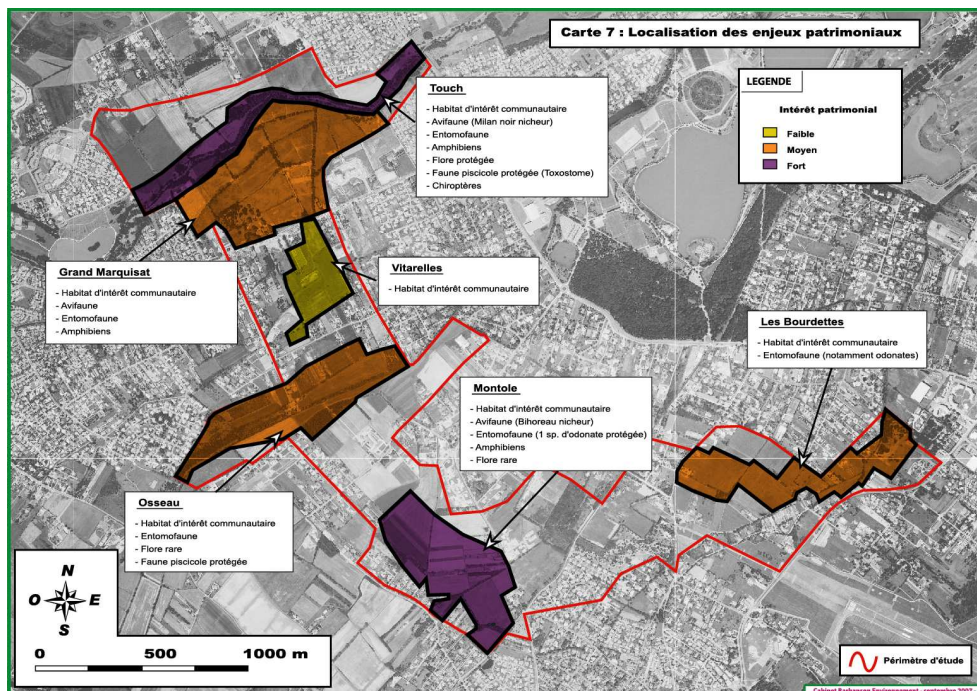 Carte 7 : Localisation des enjeux patrimoniaux
LEGENDE
Intérêt patrimonial
Faible
Moyen
Fort
Touch
- Habitat d'intérêt communautaire
- Avifaune (Milan noir nicheur)
- Entomofaune
- Amphibiens
- Flore protégée
- Faune piscicole protégée (Toxostome)
- Chiroptères
Grand Marquisat
- Habitat d'intérêt communautaire
- Avifaune
- Entomofaune
- Amphibiens
Vitarelles
- Habitat d'intérêt communautaire
Les Bourdettes
- Habitat d'intérêt communautaire
- Entomofaune (notamment odonates)
Montole
- Habitat d'intérêt communautaire
- Avifaune (Bihoreau nicheur)
- Entomofaune (1 sp. d'odonate protégée)
- Amphibiens
- Flore rare
Osseau
- Habitat d'intérêt communautaire
- Entomofaune
- Flore rare
- Faune piscicole protégée
N
O E
S
0 500 1000 m
Périmètre d'étude
Cabinet Barbanson Environnement - septembre